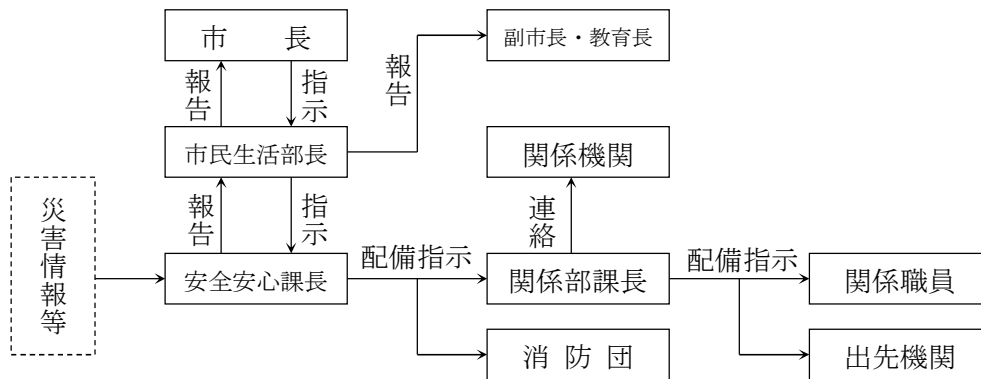 市　長
副市長・教育長
報告
指示
報告
市民生活部長
関係機関
災害情報等
報告
指示
連絡
安全安心課長
配備指示
関係部課長
配備指示
関係職員
消 防 団
出先機関